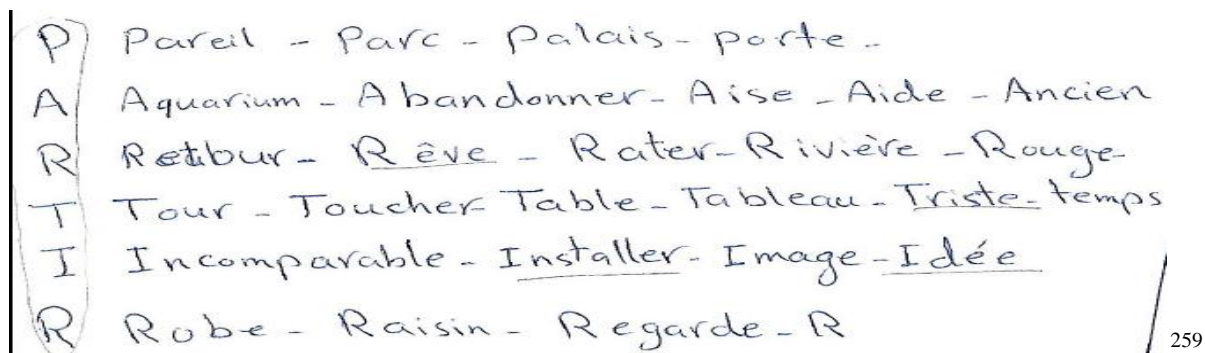 P Pareil - Parc - Palais - porte -
A Aquarium - Abandonner - Aise - Aide - Ancien
R Retour - Rêve - Rater - Rivière - Rouge -
T Tour - Toucher Table - Tableau - Triste - temps
I Incomparable - Installer - Image - Idée
R Robe - Raisin - Regarde - R
259